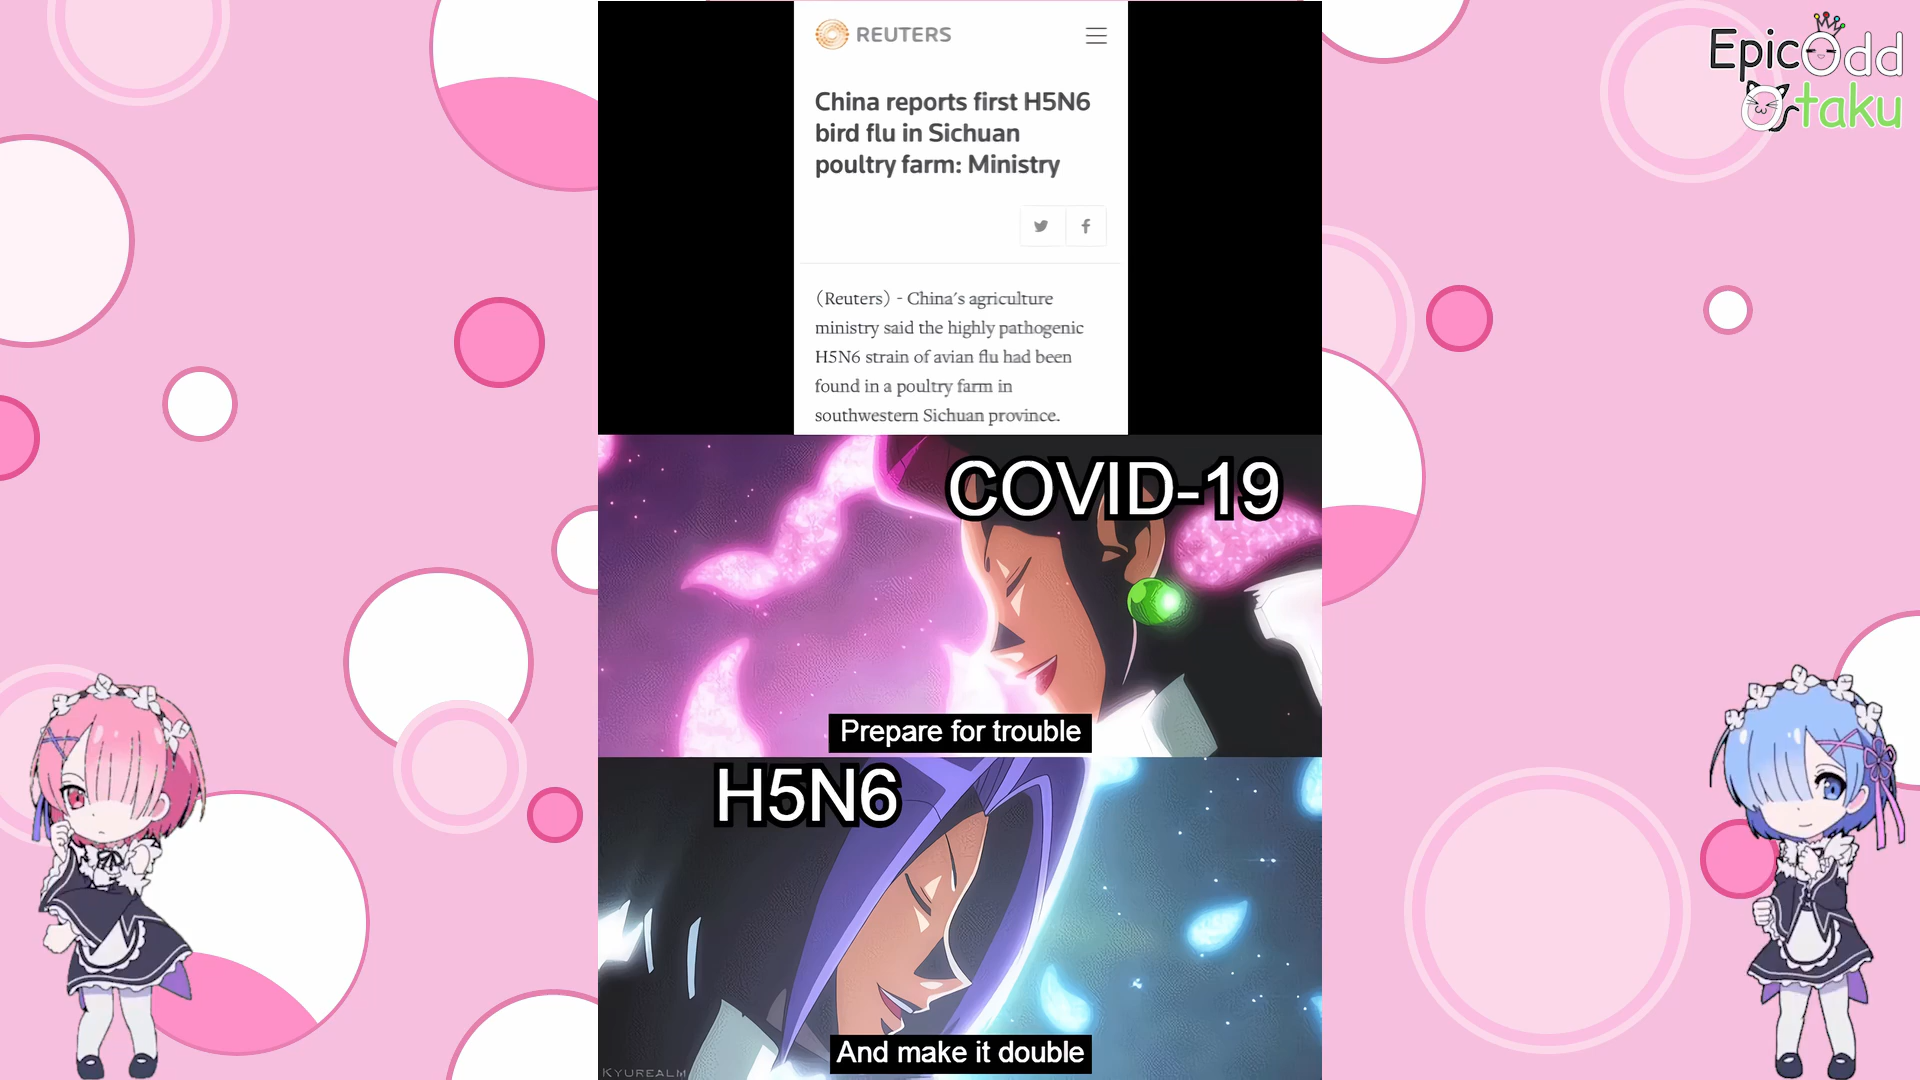 EpicOdd
Otaku
REUTERS
China reports first H5N6
bird flu in Sichuan
poultry farm: Ministry
(Reuters) - China's agriculture
ministry said the highly pathogenic
H5N6 strain of avian flu had been
found in a poultry farm in
southwestern Sichuan province.
COVID-19
Prepare for trouble
H5N6
And make it double
KYUREALM